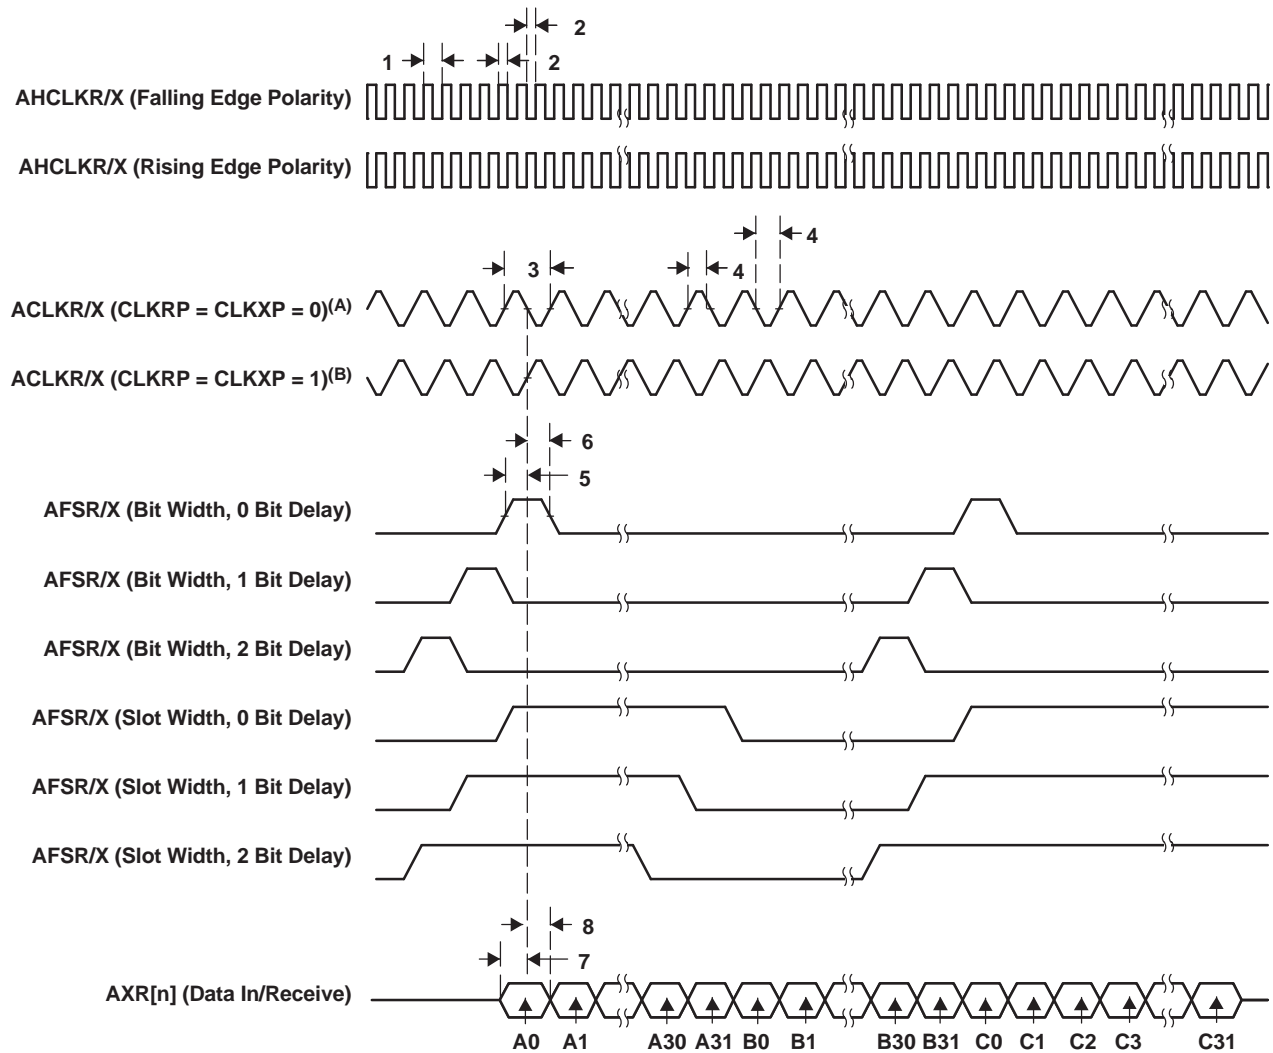 2
1
2
AHCLKR/X (Falling Edge Polarity)
AHCLKR/X (Rising Edge Polarity)
4
3
4
ACLKR/X (CLKRP = CLKXP = 0)(A)
ACLKR/X (CLKRP = CLKXP = 1)(B)
6
5
AFSR/X (Bit Width, 0 Bit Delay)
AFSR/X (Bit Width, 1 Bit Delay)
AFSR/X (Bit Width, 2 Bit Delay)
AFSR/X (Slot Width, 0 Bit Delay)
AFSR/X (Slot Width, 1 Bit Delay)
AFSR/X (Slot Width, 2 Bit Delay)
8
7
AXR[n] (Data In/Receive)
A0 A1 A30 A31 B0 B1 B30 B31 C0 C1 C2 C3 C31